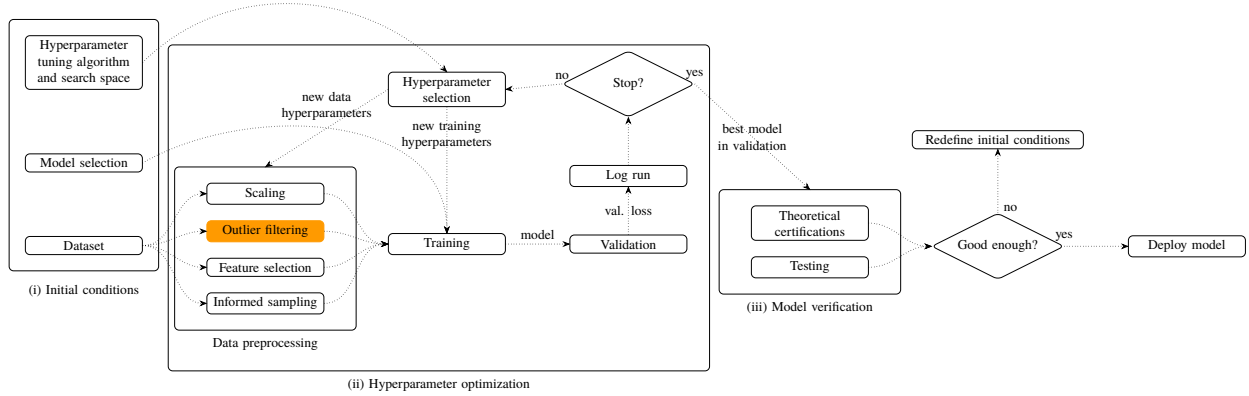 Hyperparameter
tuning algorithm
and search space
Model selection
Dataset
(i) Initial conditions
Hyperparameter
selection
no
Stop?
yes
new data
hyperparameters
new training
hyperparameters
Scaling
Outlier filtering
Feature selection
Informed sampling
Data preprocessing
Training
model
Validation
val. loss
Log run
(ii) Hyperparameter optimization
best model
in validation
Theoretical
certifications
Testing
(iii) Model verification
Redefine initial conditions
no
Good enough?
yes
Deploy model